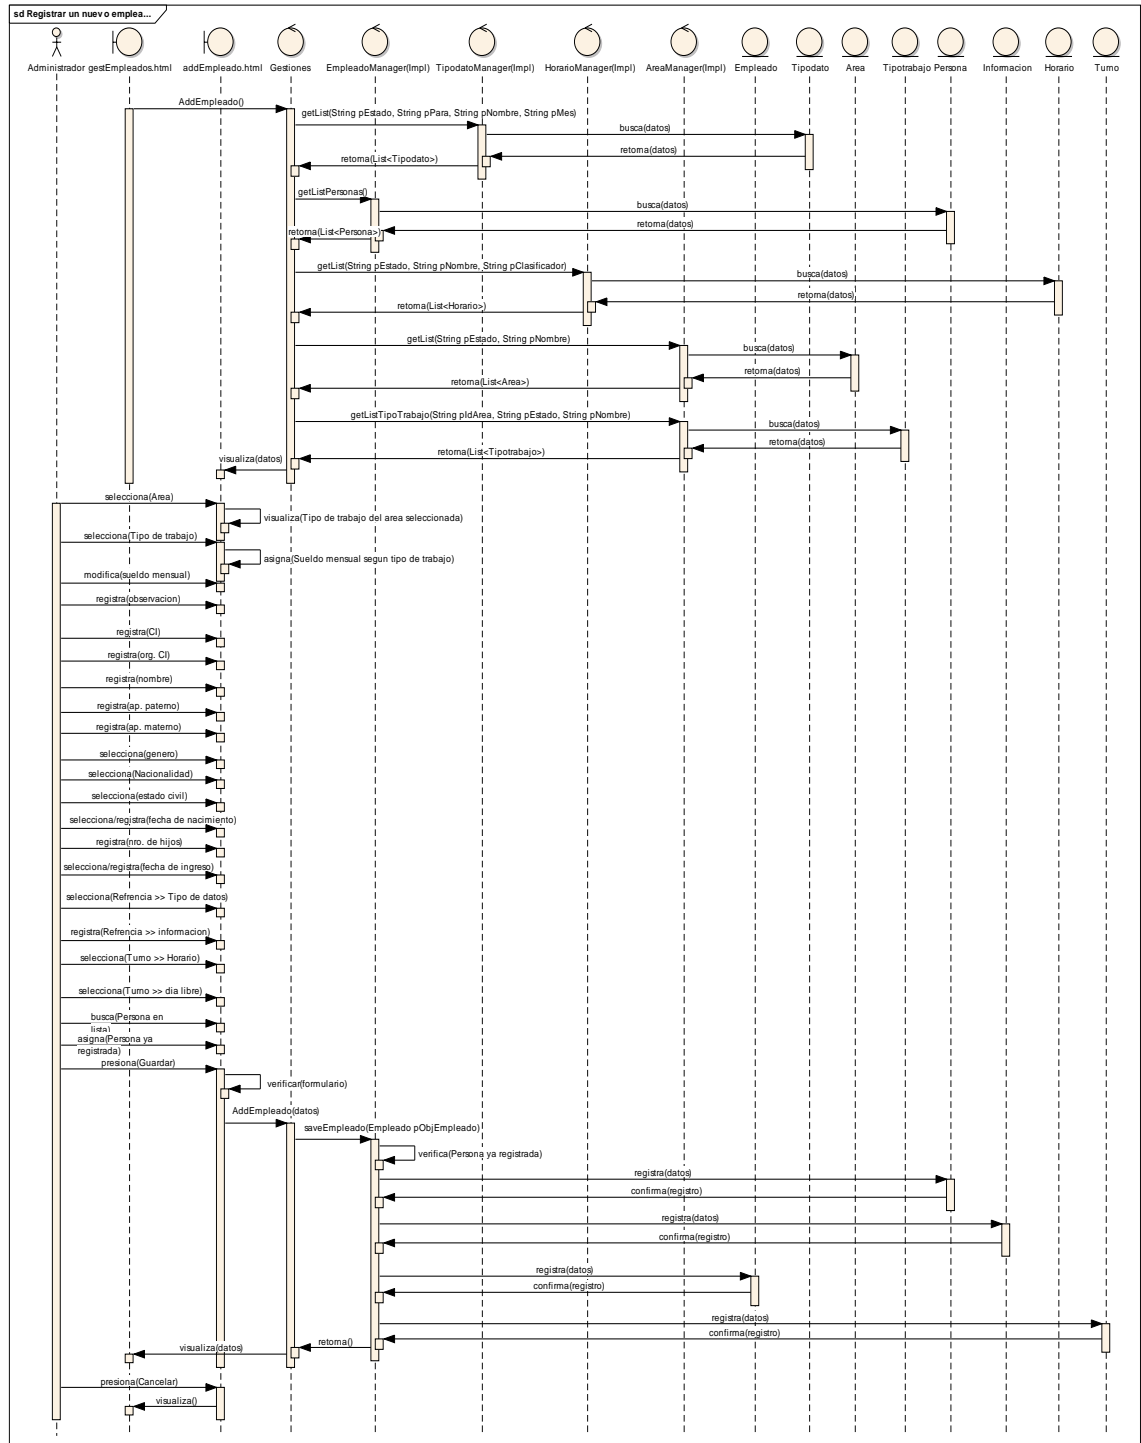 sd Registrar un nuevo emplea...
Administrador gestEmpleados.html addEmpleado.html Gestiones EmpleadoManager(Impl) TipodatoManager(Impl) HorarioManager(Impl) AreaManager(Impl) Empleado Tipodato Area Tipotrabajo Persona Informacion Horario Turno
AddEmpleado()
getList(String pEstado, String pPara, String pNombre, String pMes)
busca(datos)
retorna(datos)
retorna(List<Tipodato>)
getListPersonas()
busca(datos)
retorna(datos)
retorna(List<Persona>)
getList(String pEstado, String pNombre, String pClasificador)
busca(datos)
retorna(datos)
retorna(List<Horario>)
getList(String pEstado, String pNombre)
busca(datos)
retorna(datos)
retorna(List<Area>)
getListTipoTrabajo(String pIdArea, String pEstado, String pNombre)
busca(datos)
retorna(datos)
retorna(List<Tipotrabajo>)
visualiza(datos)
selecciona(Area)
visualiza(Tipo de trabajo del area seleccionada)
selecciona(Tipo de trabajo)
asigna(Sueldo mensual segun tipo de trabajo)
modifica(sueldo mensual)
registra(observacion)
registra(CI)
registra(org. CI)
registra(nombre)
registra(ap. paterno)
registra(ap. materno)
selecciona(genero)
selecciona(Nacionalidad)
selecciona(estado civil)
selecciona/registra(fecha de nacimiento)
registra(nro. de hijos)
selecciona/registra(fecha de ingreso)
selecciona(Refrencia >> Tipo de datos)
registra(Refrencia >> informacion)
selecciona(Turno >> Horario)
selecciona(Turno >> dia libre)
busca(Persona en
lista)
asigna(Persona ya
registrada)
presiona(Guardar)
verificar(formulario)
AddEmpleado(datos)
saveEmpleado(Empleado pObjEmpleado)
verifica(Persona ya registrada)
registra(datos)
confirma(registro)
registra(datos)
confirma(registro)
registra(datos)
confirma(registro)
registra(datos)
confirma(registro)
retorna()
visualiza(datos)
presiona(Cancelar)
visualiza()